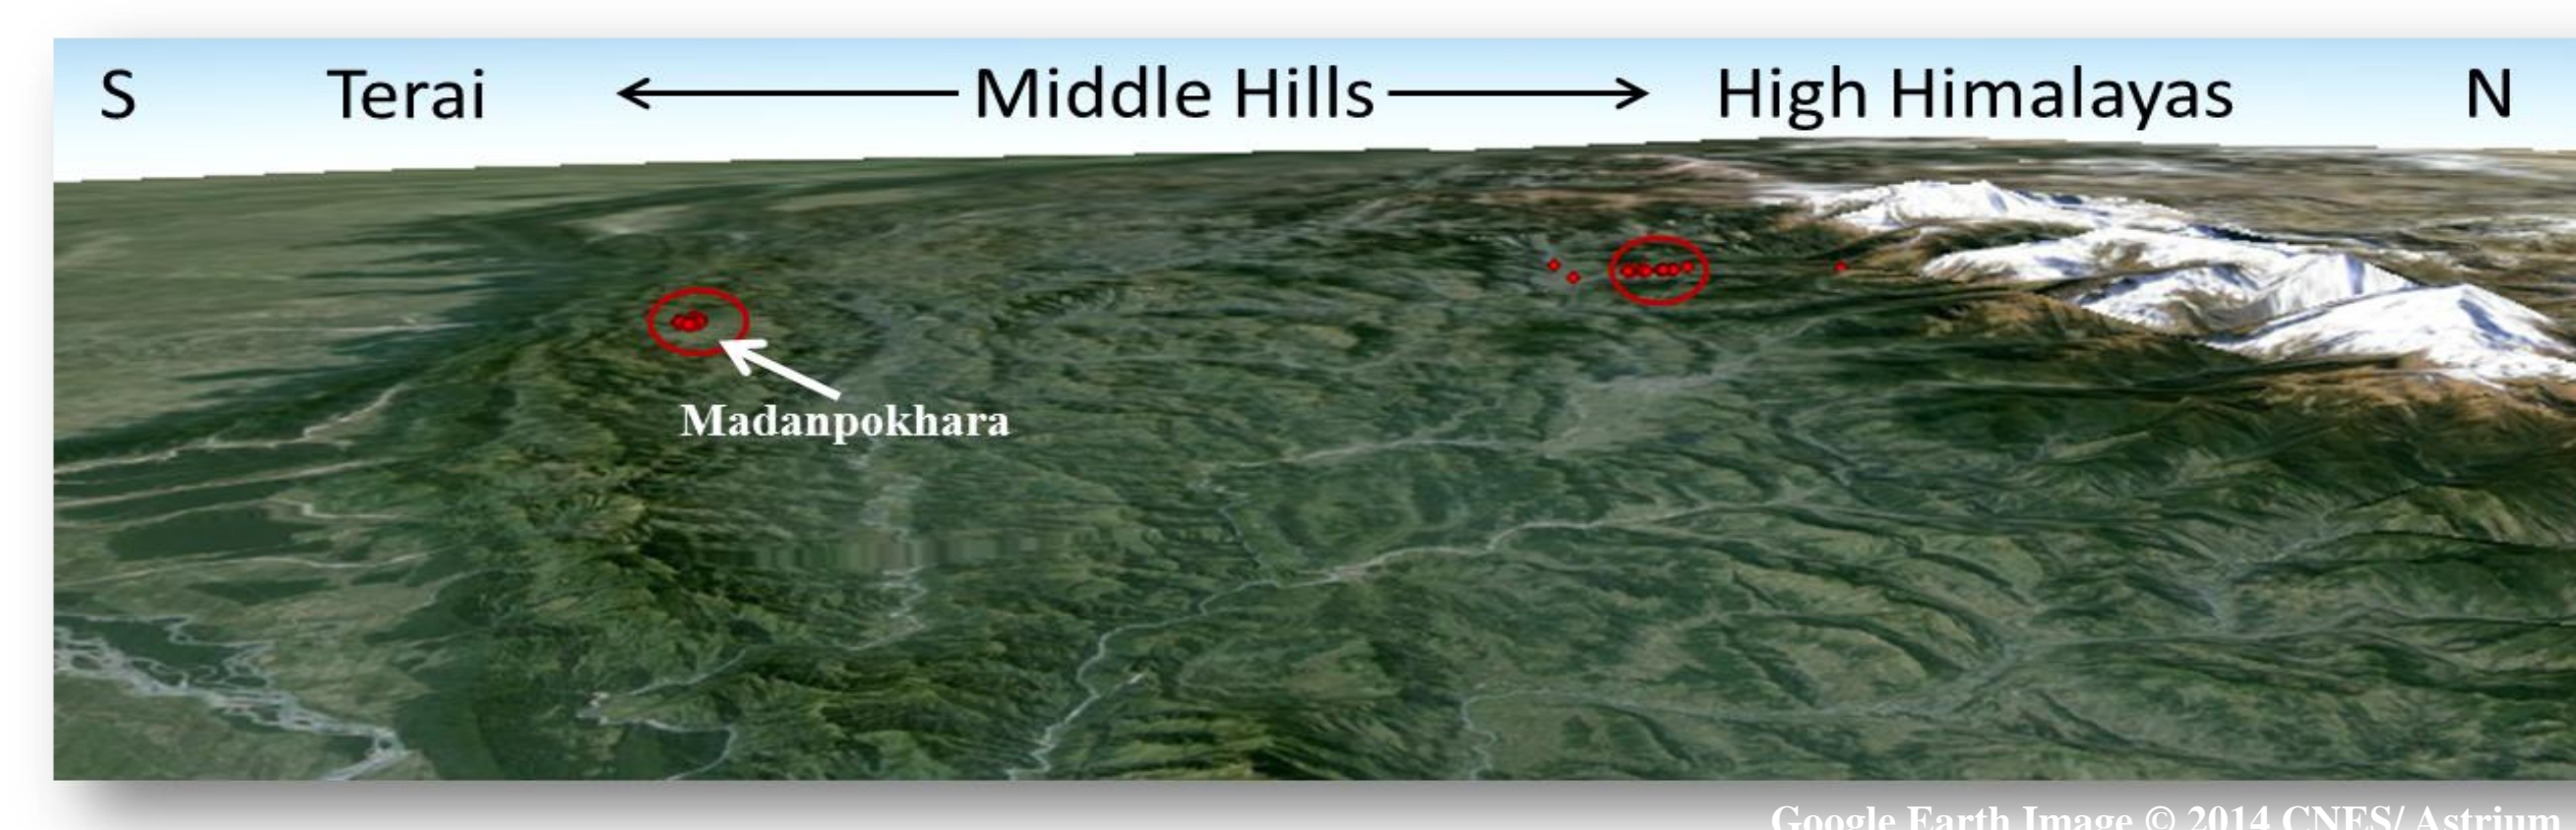 S Terai Middle Hills High Himalayas N
Madanpokhara
Google Earth Image © 2014 CNES/ Astrium